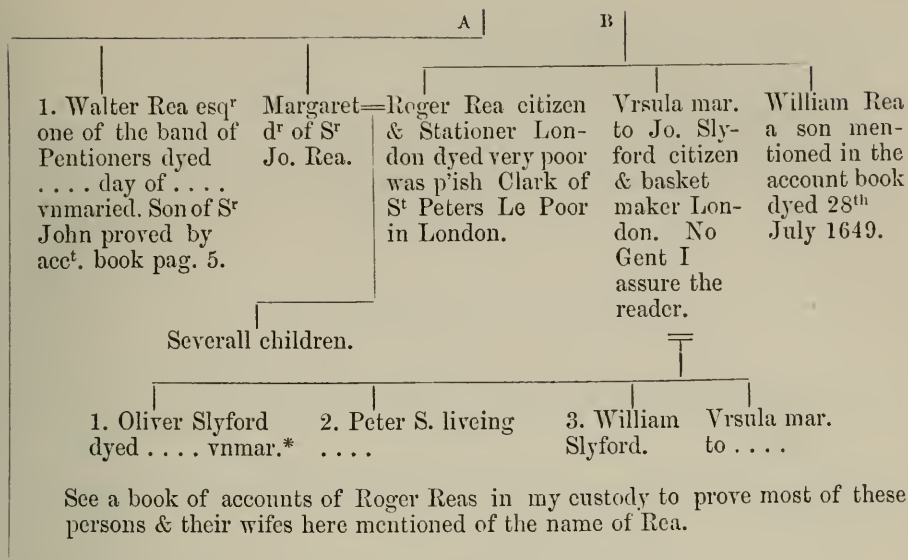 A
B
1. Walter Rea esqʳ
one of the band of
Pentioners dyed
. . . . day of . . . .
vnmaried. Son of Sʳ
John proved by
accᵗ. book pag. 5.
Margaret=
dʳ of Sʳ
Jo. Rea.
Roger Rea citizen
& Stationer Lon-
don dyed very poor
was p'ish Clark of
Sᵗ Peters Le Poor
in London.
Vrsula mar.
to Jo. Sly-
ford citizen
& basket
maker Lon-
don. No
Gent I
assure the
reader.
William Rea
a son men-
tioned in the
account book
dyed 28ᵗʰ
July 1649.
Severall children.
1. Oliver Slyford
dyed . . . . vnmar.*
2. Peter S. liveing
. . . .
3. William
Slyford.
Vrsula mar.
to . . . .
See a book of accounts of Roger Reas in my custody to prove most of these
persons & their wifes here mentioned of the name of Rea.